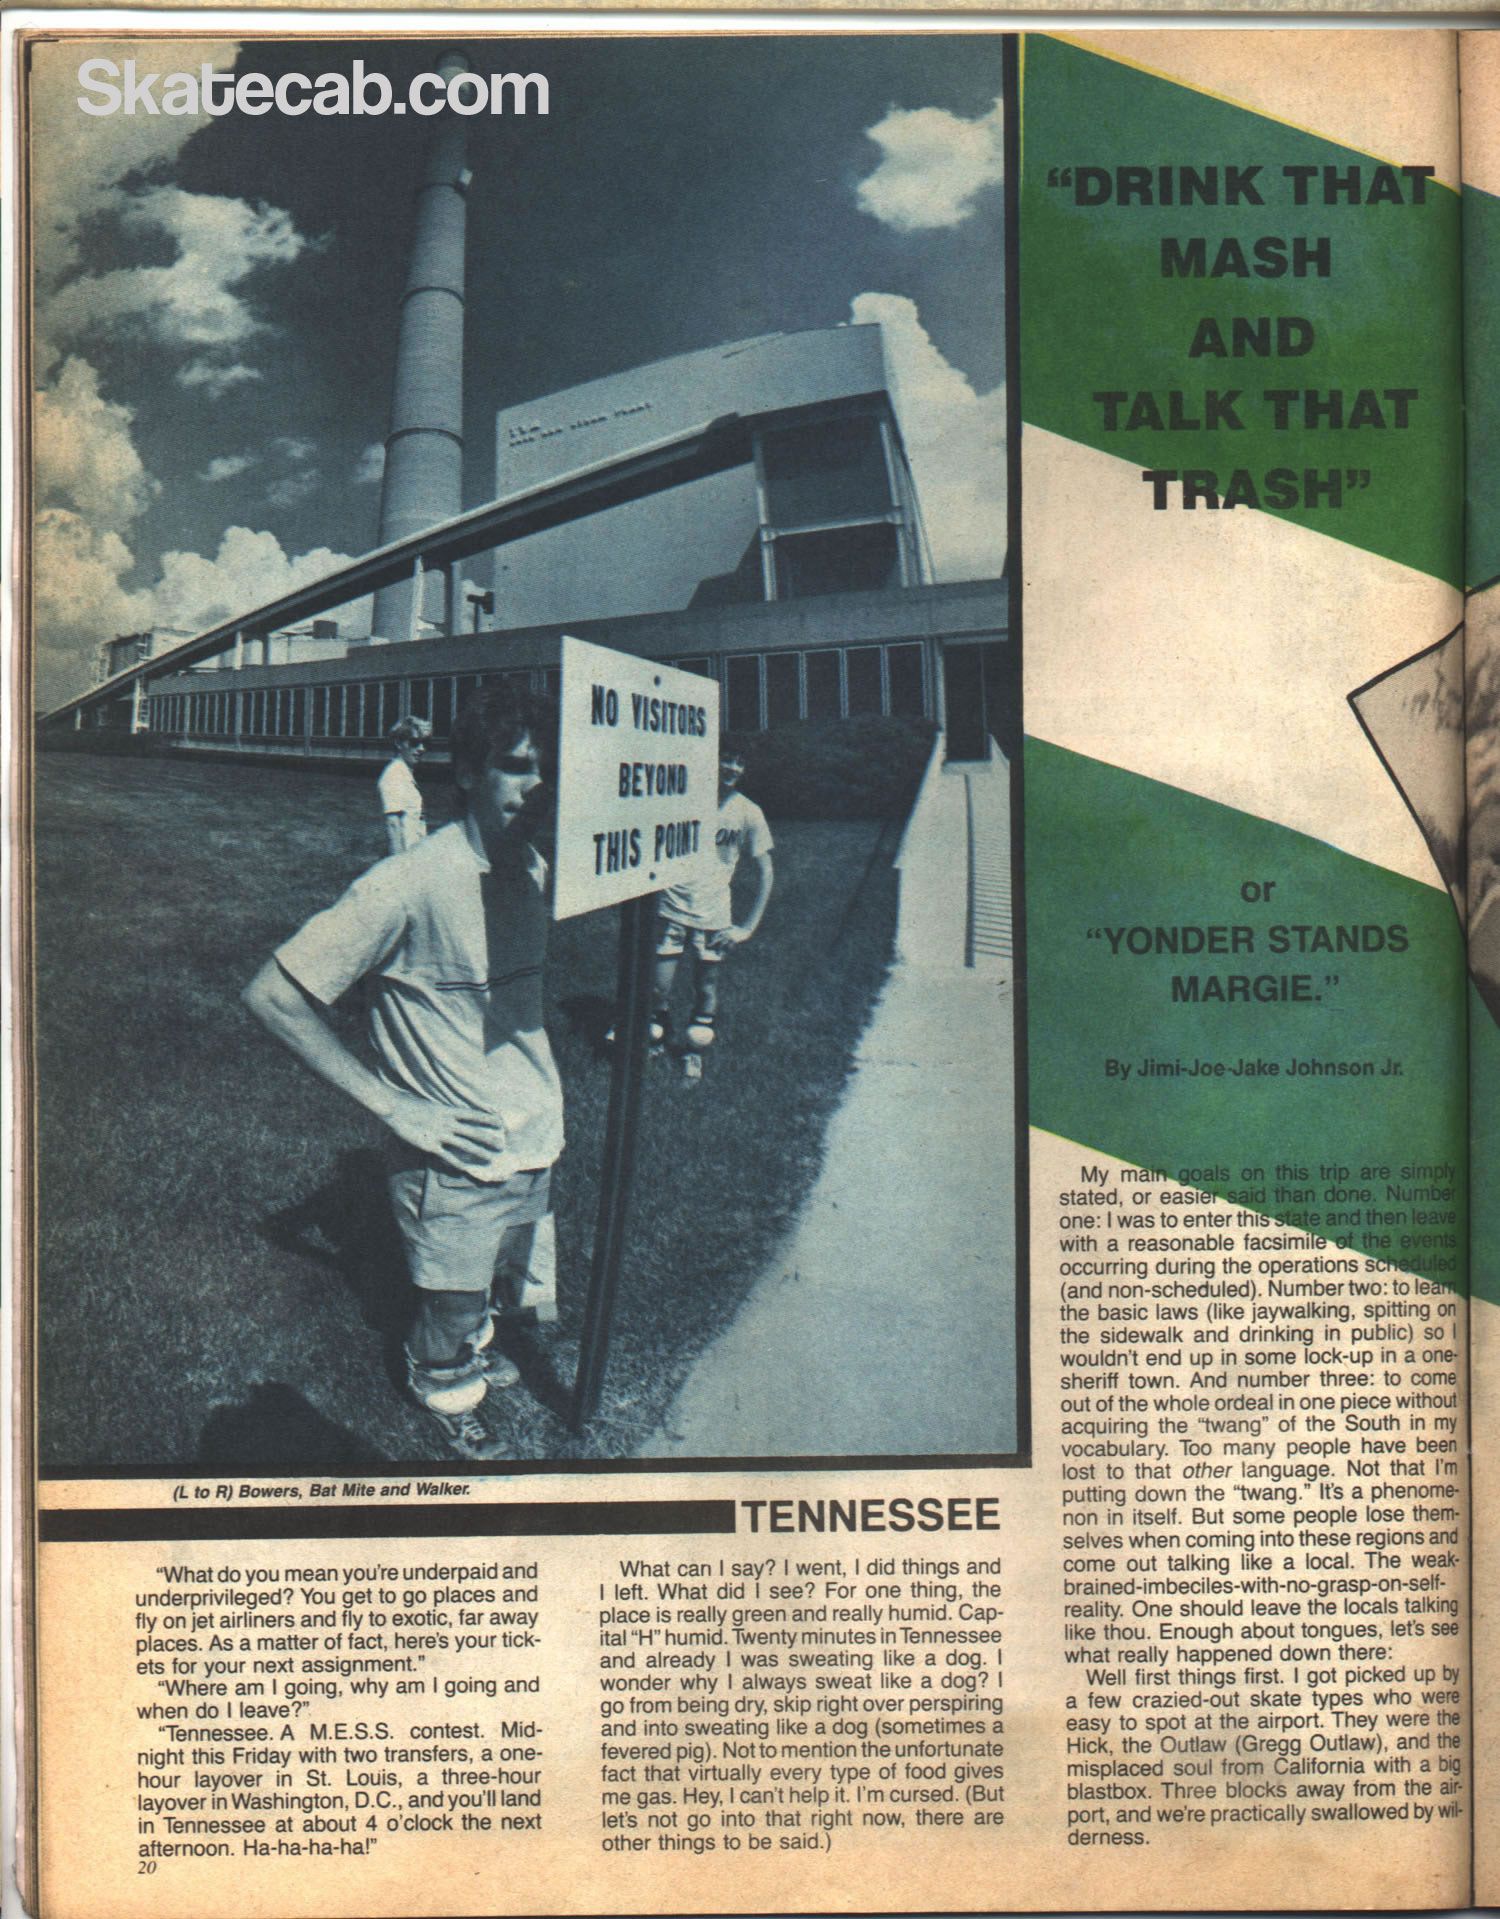 Skatecab.com
NO VISITORS
BEYOND
THIS POINT
(L to R) Bowers, Bat Mite and Walker.
TENNESSEE
“DRINK THAT
MASH
AND
TALK THAT
TRASH”
or
“YONDER STANDS
MARGIE.”
By Jimi-Joe-Jake Johnson Jr.
“What do you mean you’re underpaid and
underprivileged? You get to go places and
fly on jet airliners and fly to exotic, far away
places. As a matter of fact, here’s your tick-
ets for your next assignment.”
“Where am I going, why am I going and
when do I leave?”
“Tennessee. A M.E.S.S. contest. Mid-
night this Friday with two transfers, a one-
hour layover in St. Louis, a three-hour
layover in Washington, D.C., and you’ll land
in Tennessee at about 4 o’clock the next
afternoon. Ha-ha-ha-ha!”
20
What can I say? I went, I did things and
I left. What did I see? For one thing, the
place is really green and really humid. Cap-
ital “H” humid. Twenty minutes in Tennessee
and already I was sweating like a dog. I
wonder why I always sweat like a dog? I
go from being dry, skip right over perspiring
and into sweating like a dog (sometimes a
fevered pig). Not to mention the unfortunate
fact that virtually every type of food gives
me gas. Hey, I can’t help it. I’m cursed. (But
let’s not go into that right now, there are
other things to be said.)
My main goals on this trip are simply
stated, or easier said than done. Number
one: I was to enter this state and then leave
with a reasonable facsimile of the events
occurring during the operations scheduled
(and non-scheduled). Number two: to learn
the basic laws (like jaywalking, spitting on
the sidewalk and drinking in public) so I
wouldn’t end up in some lock-up in a one-
sheriff town. And number three: to come
out of the whole ordeal in one piece without
acquiring the “twang” of the South in my
vocabulary. Too many people have been
lost to that other language. Not that I’m
putting down the “twang.” It’s a phenome-
non in itself. But some people lose them-
selves when coming into these regions and
come out talking like a local. The weak-
brained-imbeciles-with-no-grasp-on-self-
reality. One should leave the locals talking
like thou. Enough about tongues, let’s see
what really happened down there:
Well first things first. I got picked up by
a few crazied-out skate types who were
easy to spot at the airport. They were the
Hick, the Outlaw (Gregg Outlaw), and the
misplaced soul from California with a big
blastbox. Three blocks away from the air-
port, and we’re practically swallowed by wil-
derness.